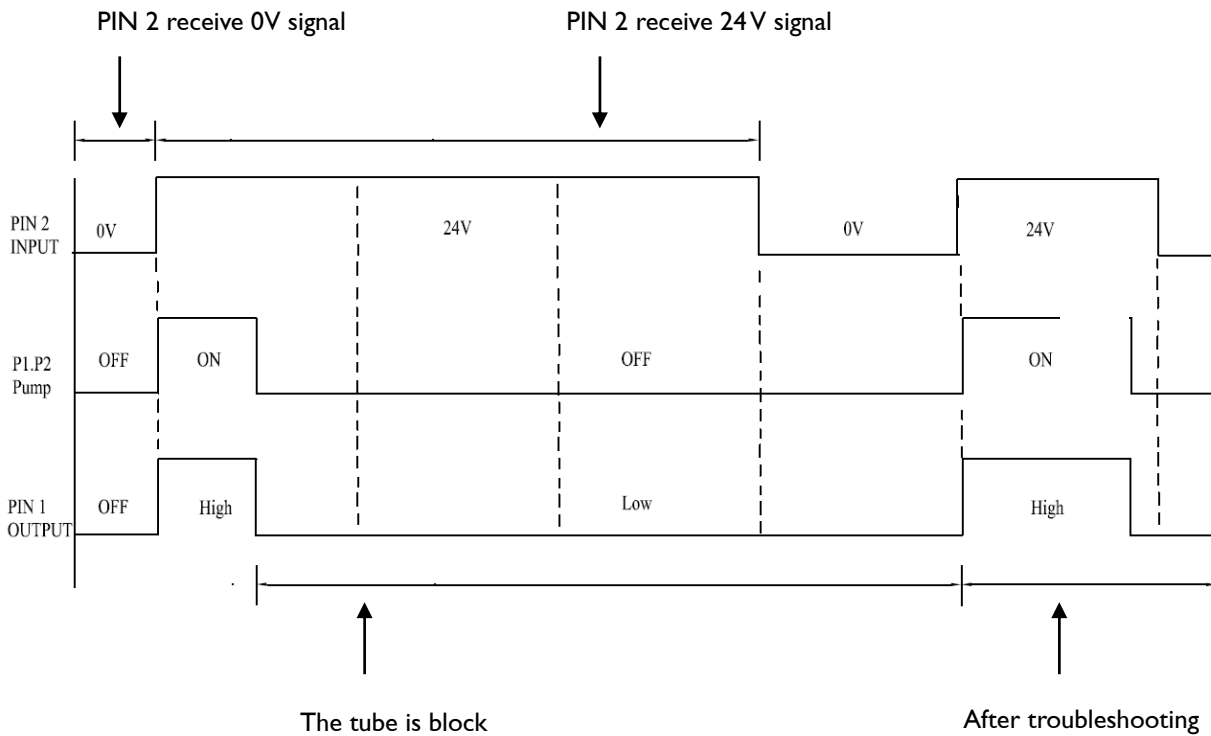 PIN 2 receive 0V signal
PIN 2 receive 24V signal
PIN 2
INPUT
0V
24V
0V
24V
P1.P2
Pump
OFF
ON
OFF
ON
PIN 1
OUTPUT
OFF
High
Low
High
The tube is block
After troubleshooting